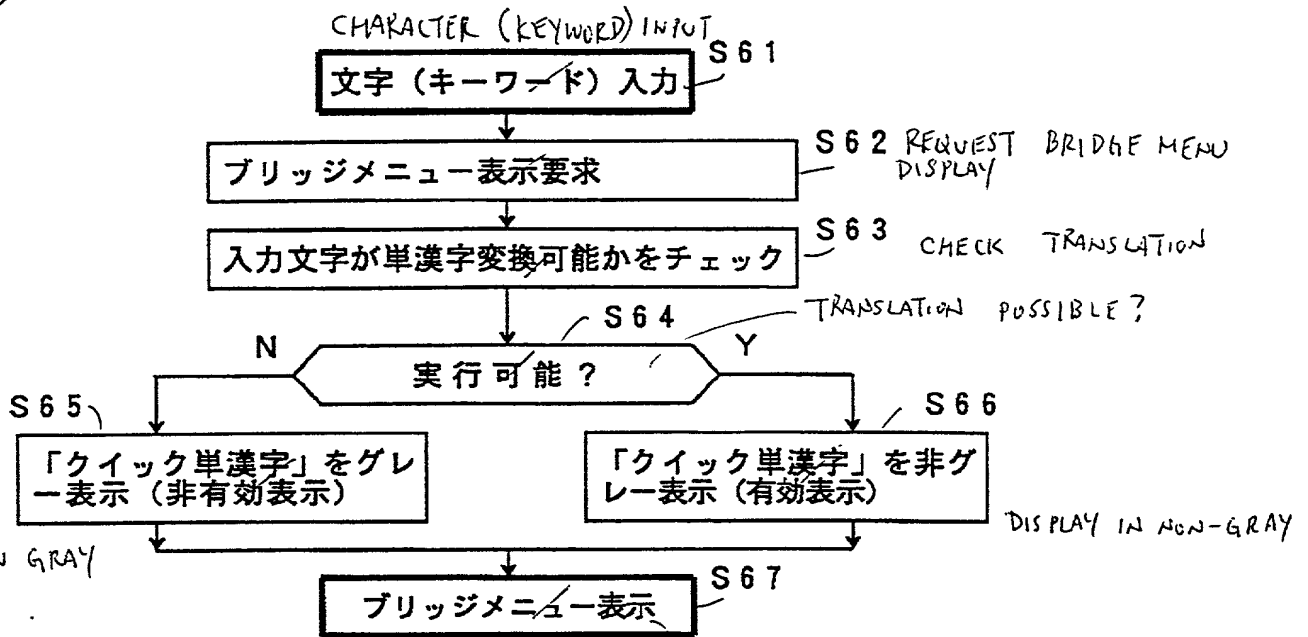 CHARACTER (KEYWORD) INPUT
S61
文字(キーワード)入力
S62 REQUEST BRIDGE MENU
DISPLAY
ブリッジメニュー表示要求
S63 CHECK TRANSLATION
入力文字が単漢字変換可能かをチェック
S64
TRANSLATION POSSIBLE?
N
実行可能?
Y
S65
「クイック単漢字」をグレ
ー表示(非有効表示)
S66
「クイック単漢字」を非グ
レー表示(有効表示)
GRAY
DISPLAY IN NON-GRAY
S67
ブリッジメニュー表示